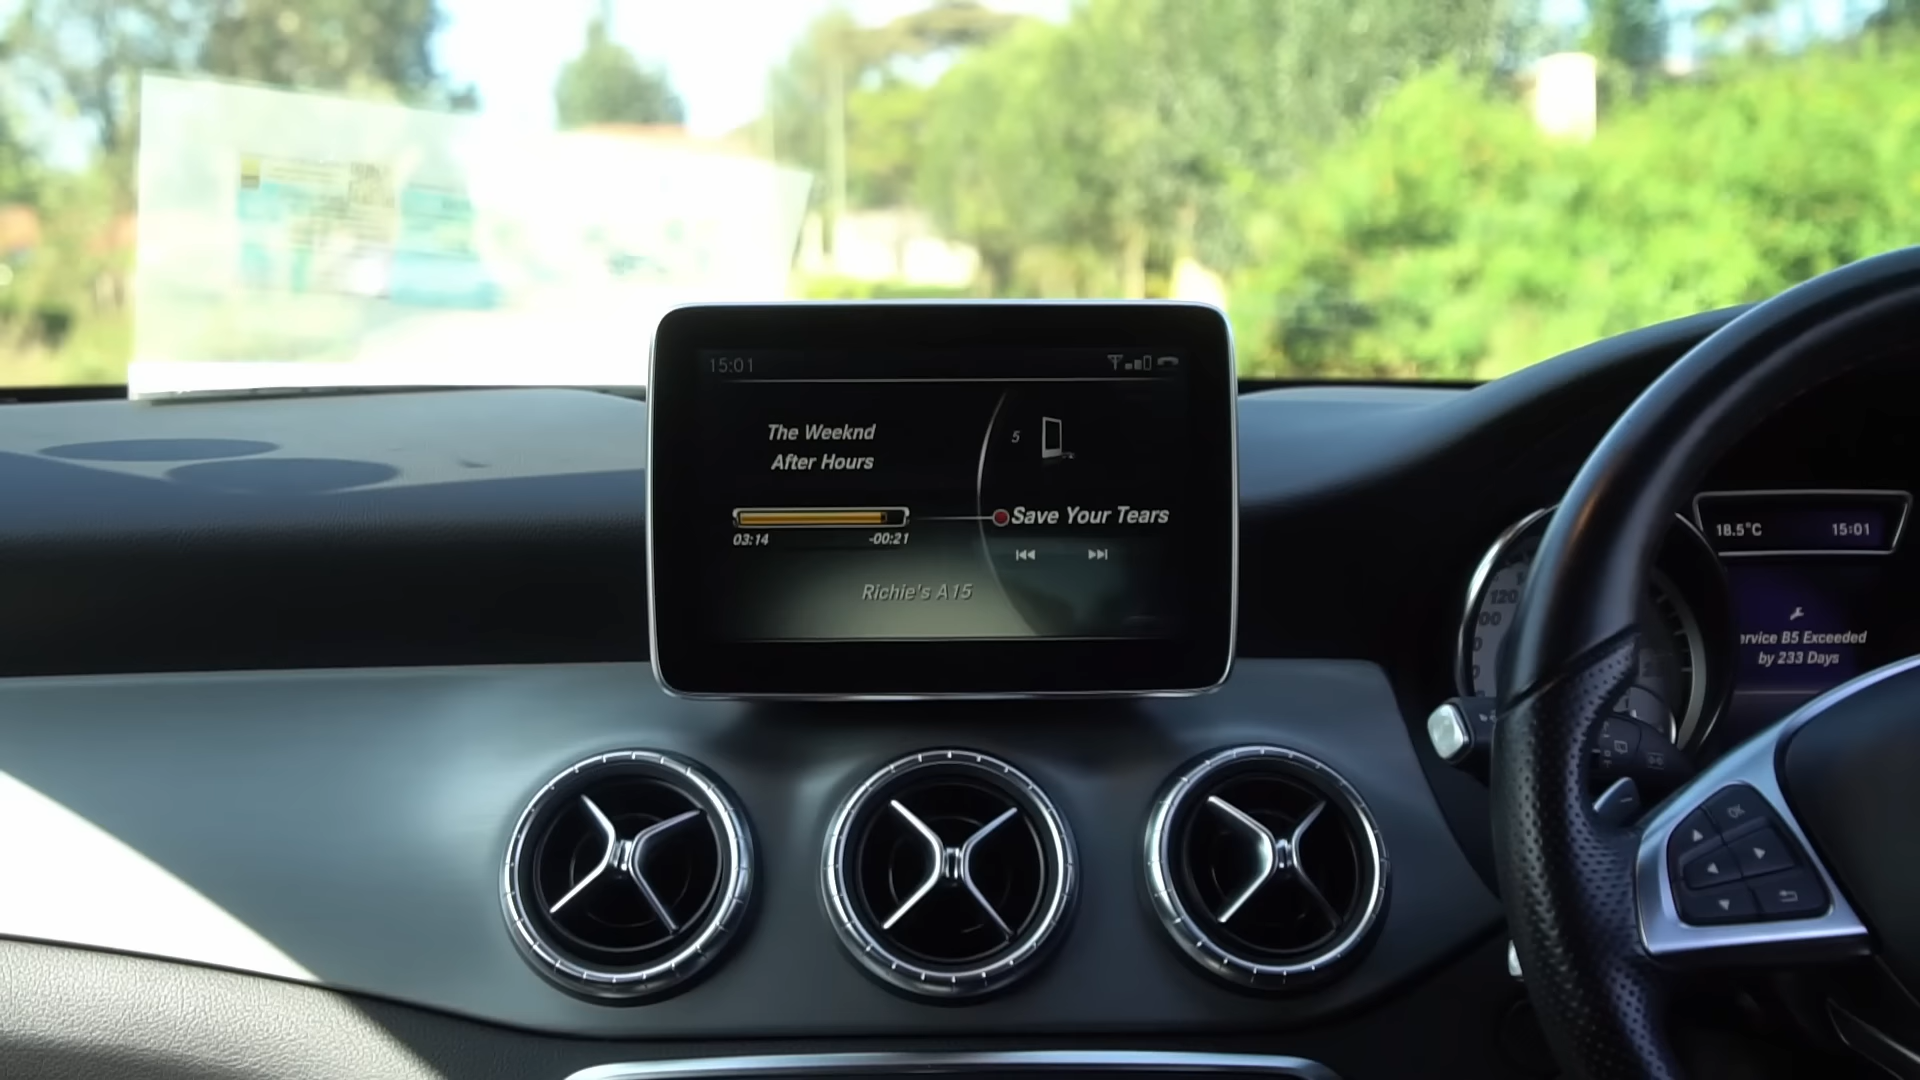 15:01
The Weeknd
After Hours
5
Save Your Tears
03:14
-00:21
Richie's A15
18.5°C
15:01
ervice B5 Exceeded
by 233 Days
120
OK